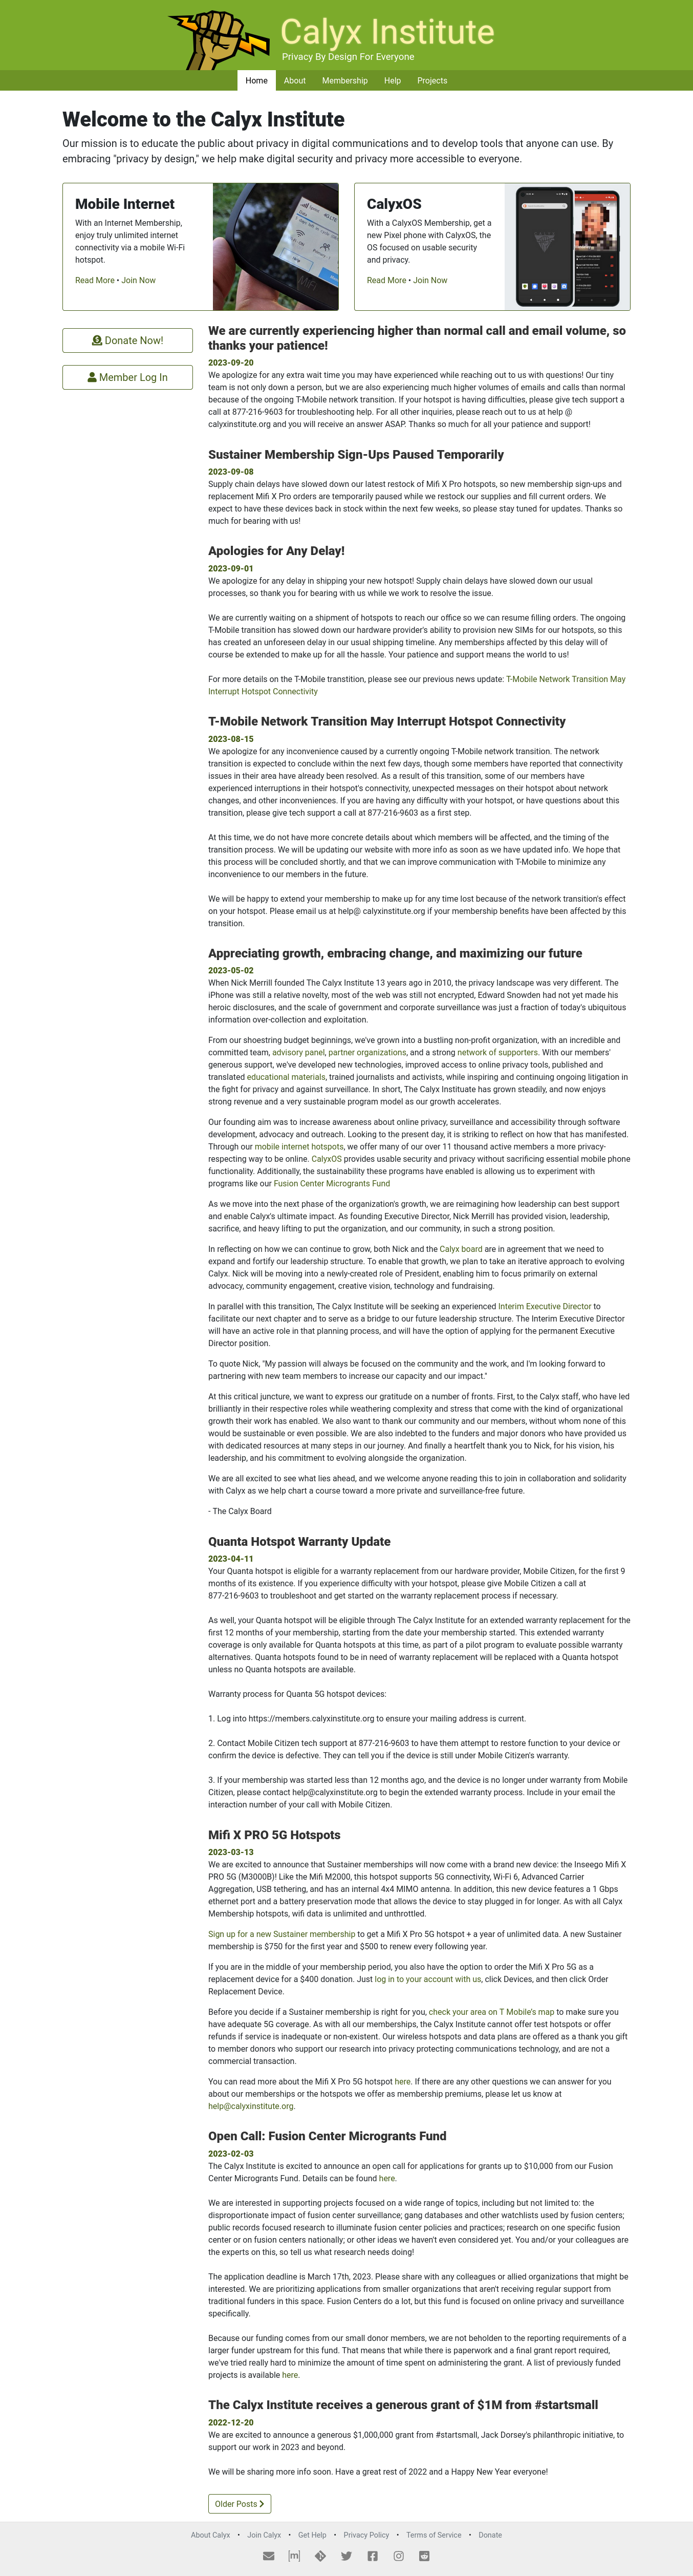 Calyx Institute
Privacy By Design For Everyone
Home
About
Membership
Help
Projects
Welcome to the Calyx Institute
Our mission is to educate the public about privacy in digital communications and to develop tools that anyone can use. By
embracing "privacy by design," we help make digital security and privacy more accessible to everyone.
Mobile Internet
With an Internet Membership,
enjoy truly unlimited internet
connectivity via a mobile Wi-Fi
hotspot.
Read More • Join Now
CalyxOS
With a CalyxOS Membership, get a
new Pixel phone with CalyxOS, the
OS focused on usable security
and privacy.
Read More • Join Now
Donate Now!
Member Log In
We are currently experiencing higher than normal call and email volume, so
thanks your patience!
2023-09-20
We apologize for any extra wait time you may have experienced while reaching out to us with questions! Our tiny
team is not only down a person, but we are also experiencing much higher volumes of emails and calls than normal
because of the ongoing T-Mobile network transition. If your hotspot is having difficulties, please give tech support a
call at 877-216-9603 for troubleshooting help. For all other inquiries, please reach out to us at help @
calyxinstitute.org and you will receive an answer ASAP. Thanks so much for all your patience and support!
Sustainer Membership Sign-Ups Paused Temporarily
2023-09-08
Supply chain delays have slowed down our latest restock of Mifi X Pro hotspots, so new membership sign-ups and
replacement Mifi X Pro orders are temporarily paused while we restock our supplies and fill current orders. We
expect to have these devices back in stock within the next few weeks, so please stay tuned for updates. Thanks so
much for bearing with us!
Apologies for Any Delay!
2023-09-01
We apologize for any delay in shipping your new hotspot! Supply chain delays have slowed down our usual
processes, so thank you for bearing with us while we work to resolve the issue.
We are currently waiting on a shipment of hotspots to reach our office so we can resume filling orders. The ongoing
T-Mobile transition has slowed down our hardware provider's ability to provision new SIMs for our hotspots, so this
has created an unforeseen delay in our usual shipping timeline. Any memberships affected by this delay will of
course be extended to make up for all the hassle. Your patience and support means the world to us!
For more details on the T-Mobile transtition, please see our previous news update: T-Mobile Network Transition May
Interrupt Hotspot Connectivity
T-Mobile Network Transition May Interrupt Hotspot Connectivity
2023-08-15
We apologize for any inconvenience caused by a currently ongoing T-Mobile network transition. The network
transition is expected to conclude within the next few days, though some members have reported that connectivity
issues in their area have already been resolved. As a result of this transition, some of our members have
experienced interruptions in their hotspot's connectivity, unexpected messages on their hotspot about network
changes, and other inconveniences. If you are having any difficulty with your hotspot, or have questions about this
transition, please give tech support a call at 877-216-9603 as a first step.
At this time, we do not have more concrete details about which members will be affected, and the timing of the
transition process. We will be updating our website with more info as soon as we have updated info. We hope that
this process will be concluded shortly, and that we can improve communication with T-Mobile to minimize any
inconvenience to our members in the future.
We will be happy to extend your membership to make up for any time lost because of the network transition's effect
on your hotspot. Please email us at help@ calyxinstitute.org if your membership benefits have been affected by this
transition.
Appreciating growth, embracing change, and maximizing our future
2023-05-02
When Nick Merrill founded The Calyx Institute 13 years ago in 2010, the privacy landscape was very different. The
iPhone was still a relative novelty, most of the web was still not encrypted, Edward Snowden had not yet made his
heroic disclosures, and the scale of government and corporate surveillance was just a fraction of today's ubiquitous
information over-collection and exploitation.
From our shoestring budget beginnings, we've grown into a bustling non-profit organization, with an incredible and
committed team, advisory panel, partner organizations, and a strong network of supporters. With our members'
generous support, we've developed new technologies, improved access to online privacy tools, published and
translated educational materials, trained journalists and activists, while inspiring and continuing ongoing litigation in
the fight for privacy and against surveillance. In short, The Calyx Instituate has grown steadily, and now enjoys
strong revenue and a very sustainable program model as our growth accelerates.
Our founding aim was to increase awareness about online privacy, surveillance and accessibility through software
development, advocacy and outreach. Looking to the present day, it is striking to reflect on how that has manifested.
Through our mobile internet hotspots, we offer many of our over 11 thousand active members a more privacy-
respecting way to be online. CalyxOS provides usable security and privacy without sacrificing essential mobile phone
functionality. Additionally, the sustainability these programs have enabled is allowing us to experiment with
programs like our Fusion Center Microgrants Fund
As we move into the next phase of the organization's growth, we are reimagining how leadership can best support
and enable Calyx's ultimate impact. As founding Executive Director, Nick Merrill has provided vision, leadership,
sacrifice, and heavy lifting to put the organization, and our community, in such a strong position.
In reflecting on how we can continue to grow, both Nick and the Calyx board are in agreement that we need to
expand and fortify our leadership structure. To enable that growth, we plan to take an iterative approach to evolving
Calyx. Nick will be moving into a newly-created role of President, enabling him to focus primarily on external
advocacy, community engagement, creative vision, technology and fundraising.
In parallel with this transition, The Calyx Institute will be seeking an experienced Interim Executive Director to
facilitate our next chapter and to serve as a bridge to our future leadership structure. The Interim Executive Director
will have an active role in that planning process, and will have the option of applying for the permanent Executive
Director position.
To quote Nick, "My passion will always be focused on the community and the work, and I'm looking forward to
partnering with new team members to increase our capacity and our impact."
At this critical juncture, we want to express our gratitude on a number of fronts. First, to the Calyx staff, who have led
brilliantly in their respective roles while weathering complexity and stress that come with the kind of organizational
growth their work has enabled. We also want to thank our community and our members, without whom none of this
would be sustainable or even possible. We are also indebted to the funders and major donors who have provided us
with dedicated resources at many steps in our journey. And finally a heartfelt thank you to Nick, for his vision, his
leadership, and his commitment to evolving alongside the organization.
We are all excited to see what lies ahead, and we welcome anyone reading this to join in collaboration and solidarity
with Calyx as we help chart a course toward a more private and surveillance-free future.
- The Calyx Board
Quanta Hotspot Warranty Update
2023-04-11
Your Quanta hotspot is eligible for a warranty replacement from our hardware provider, Mobile Citizen, for the first 9
months of its existence. If you experience difficulty with your hotspot, please give Mobile Citizen a call at
877-216-9603 to troubleshoot and get started on the warranty replacement process if necessary.
As well, your Quanta hotspot will be eligible through The Calyx Institute for an extended warranty replacement for the
first 12 months of your membership, starting from the date your membership started. This extended warranty
coverage is only available for Quanta hotspots at this time, as part of a pilot program to evaluate possible warranty
alternatives. Quanta hotspots found to be in need of warranty replacement will be replaced with a Quanta hotspot
unless no Quanta hotspots are available.
Warranty process for Quanta 5G hotspot devices:
1. Log into https://members.calyxinstitute.org to ensure your mailing address is current.
2. Contact Mobile Citizen tech support at 877-216-9603 to have them attempt to restore function to your device or
confirm the device is defective. They can tell you if the device is still under Mobile Citizen's warranty.
3. If your membership was started less than 12 months ago, and the device is no longer under warranty from Mobile
Citizen, please contact help@calyxinstitute.org to begin the extended warranty process. Include in your email the
interaction number of your call with Mobile Citizen.
Mifi X PRO 5G Hotspots
2023-03-13
We are excited to announce that Sustainer memberships will now come with a brand new device: the Inseego Mifi X
PRO 5G (M3000B)! Like the Mifi M2000, this hotspot supports 5G connectivity, Wi-Fi 6, Advanced Carrier
Aggregation, USB tethering, and has an internal 4x4 MIMO antenna. In addition, this new device features a 1 Gbps
ethernet port and a battery preservation mode that allows the device to stay plugged in for longer. As with all Calyx
Membership hotspots, wifi data is unlimited and unthrottled.
Sign up for a new Sustainer membership to get a Mifi X Pro 5G hotspot + a year of unlimited data. A new Sustainer
membership is $750 for the first year and $500 to renew every following year.
If you are in the middle of your membership period, you also have the option to order the Mifi X Pro 5G as a
replacement device for a $400 donation. Just log in to your account with us, click Devices, and then click Order
Replacement Device.
Before you decide if a Sustainer membership is right for you, check your area on T Mobile's map to make sure you
have adequate 5G coverage. As with all our memberships, the Calyx Institute cannot offer test hotspots or offer
refunds if service is inadequate or non-existent. Our wireless hotspots and data plans are offered as a thank you gift
to member donors who support our research into privacy protecting communications technology, and are not a
commercial transaction.
You can read more about the Mifi X Pro 5G hotspot here. If there are any other questions we can answer for you
about our memberships or the hotspots we offer as membership premiums, please let us know at
help@calyxinstitute.org.
Open Call: Fusion Center Microgrants Fund
2023-02-03
The Calyx Institute is excited to announce an open call for applications for grants up to $10,000 from our Fusion
Center Microgrants Fund. Details can be found here.
We are interested in supporting projects focused on a wide range of topics, including but not limited to: the
disproportionate impact of fusion center surveillance; gang databases and other watchlists used by fusion centers;
public records focused research to illuminate fusion center policies and practices; research on one specific fusion
center or on fusion centers nationally; or other ideas we haven't even considered yet. You and/or your colleagues are
the experts on this, so tell us what research needs doing!
The application deadline is March 17th, 2023. Please share with any colleagues or allied organizations that might be
interested. We are prioritizing applications from smaller organizations that aren't receiving regular support from
traditional funders in this space. Fusion Centers do a lot, but this fund is focused on online privacy and surveillance
specifically.
Because our funding comes from our small donor members, we are not beholden to the reporting requirements of a
larger funder upstream for this fund. That means that while there is paperwork and a final grant report required,
we've tried really hard to minimize the amount of time spent on administering the grant. A list of previously funded
projects is available here.
The Calyx Institute receives a generous grant of $1M from #startsmall
2022-12-20
We are excited to announce a generous $1,000,000 grant from #startsmall, Jack Dorsey's philanthropic initiative, to
support our work in 2023 and beyond.
We will be sharing more info soon. Have a great rest of 2022 and a Happy New Year everyone!
Older Posts
About Calyx • Join Calyx • Get Help • Privacy Policy • Terms of Service • Donate